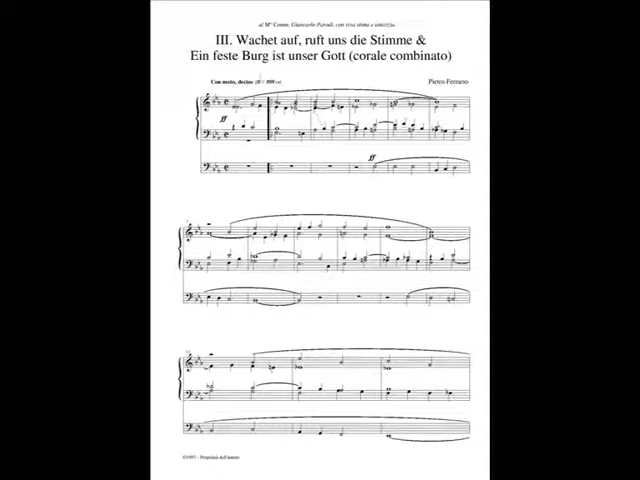 al M° Comm. Giancarlo Parodi, con viva stima e amicizia
III. Wachet auf, ruft uns die Stimme &
Ein feste Burg ist unser Gott (corale combinato)
Con moto, deciso
Pietro Ferrario
ff
ff
©1997 - Proprietà dell'autore